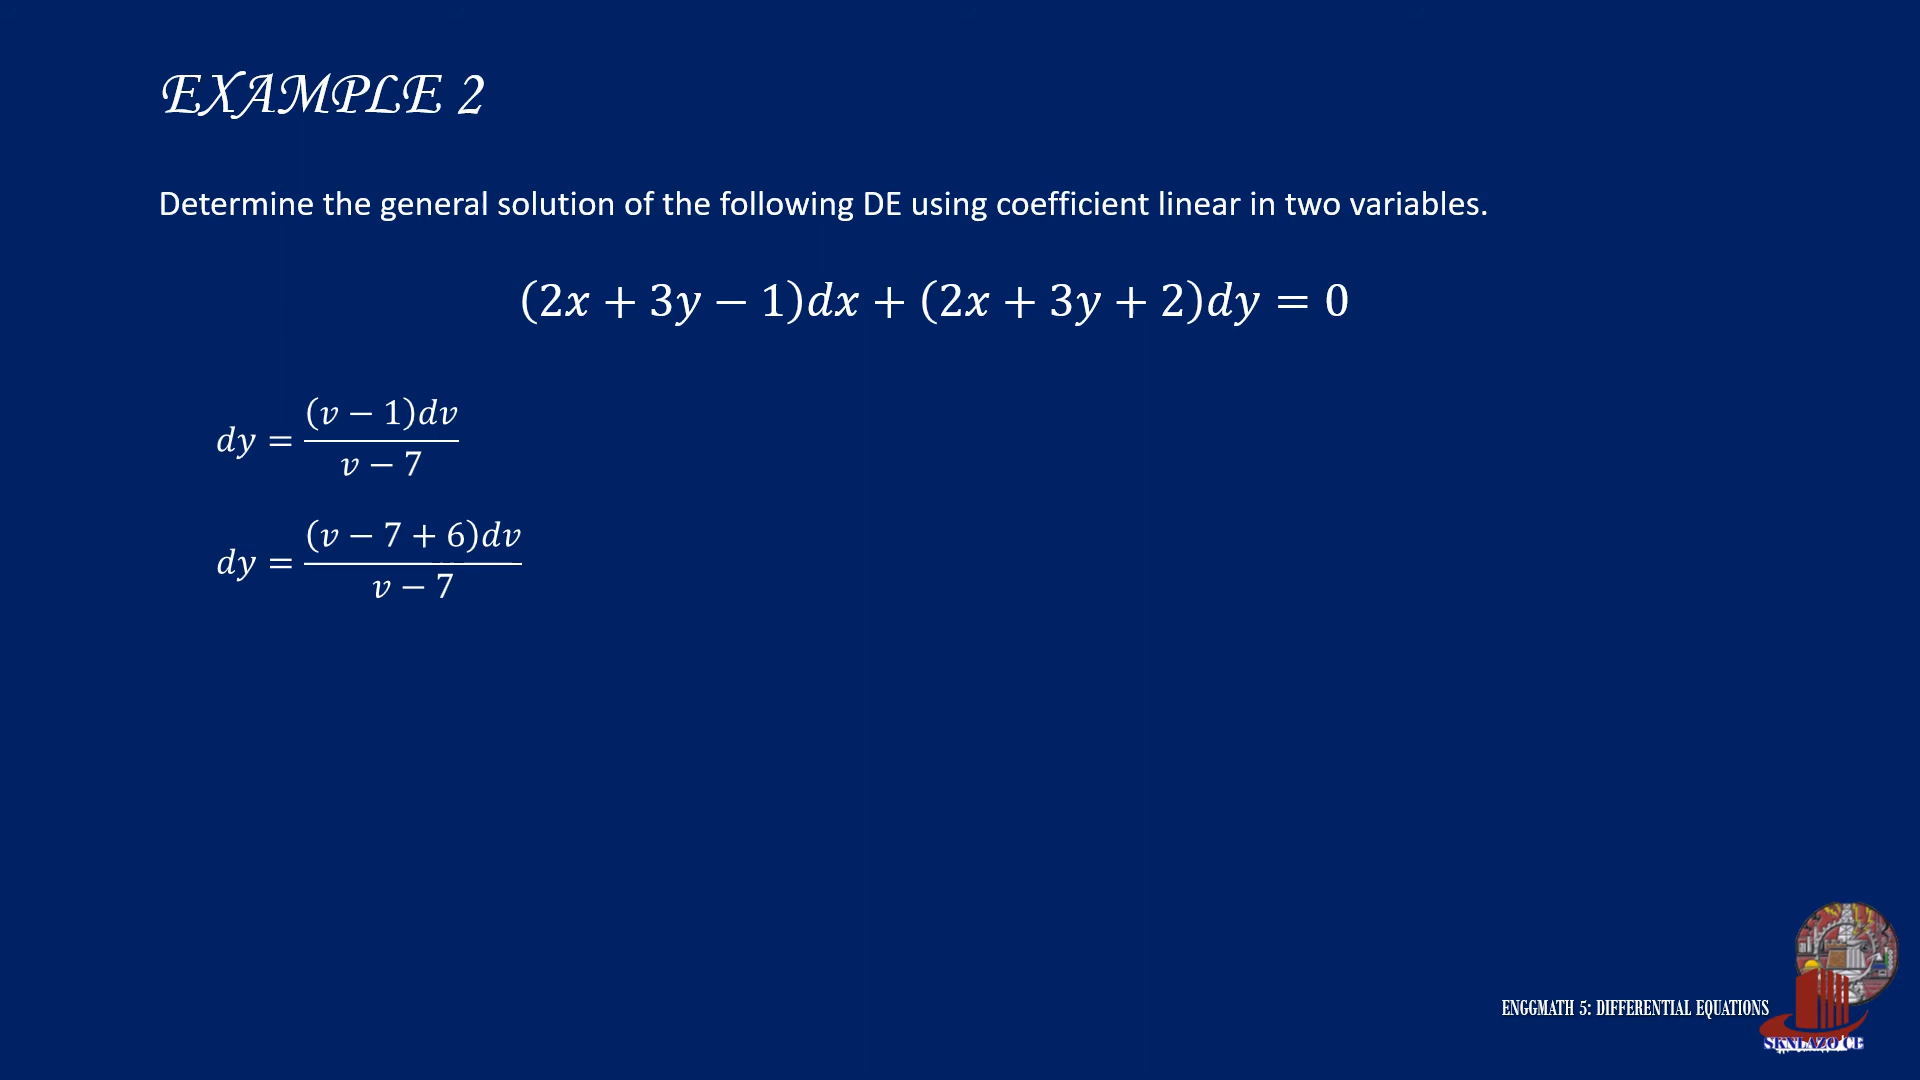 EXAMPLE 2
Determine the general solution of the following DE using coefficient linear in two variables.
(2x + 3y − 1)dx + (2x + 3y + 2)dy = 0
dy = (v − 1)dv / v − 7
dy = (v − 7 + 6)dv / v − 7
ENGGMATH 5: DIFFERENTIAL EQUATIONS
SKNLAZO CE